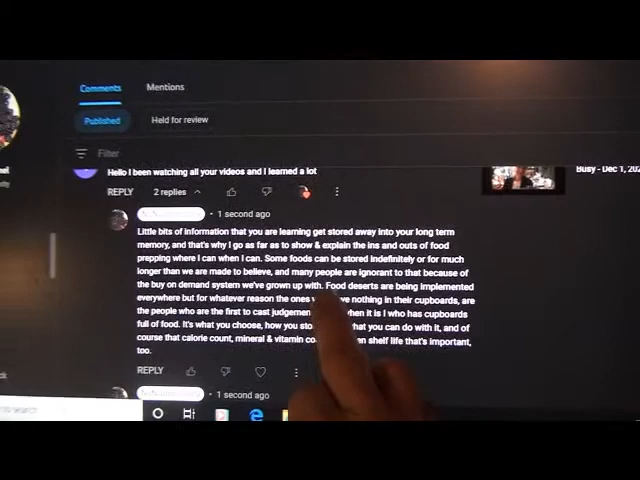 Comments Mentions
Published Held for review
Filter
Hello I been watching all your videos and I learned a lot
Busy - Dec 1, 202
REPLY 2 replies
• 1 second ago
Little bits of information that you are learning get stored away into your long term
memory, and that's why I go as far as to show & explain the ins and outs of food
prepping where I can when I can. Some foods can be stored indefinitely or for much
longer than we are made to believe, and many people are ignorant to that because of
the buy on demand system we've grown up with. Food deserts are being implemented
everywhere but for whatever reason the ones nothing in their cupboards, are
the people who are the first to cast when it is I who has cupboards
full of food. It's what you choose, how you what you can do with it, and of
course that calorie count, mineral & vitamin shelf life that's important,
too.
REPLY
• 1 second ago